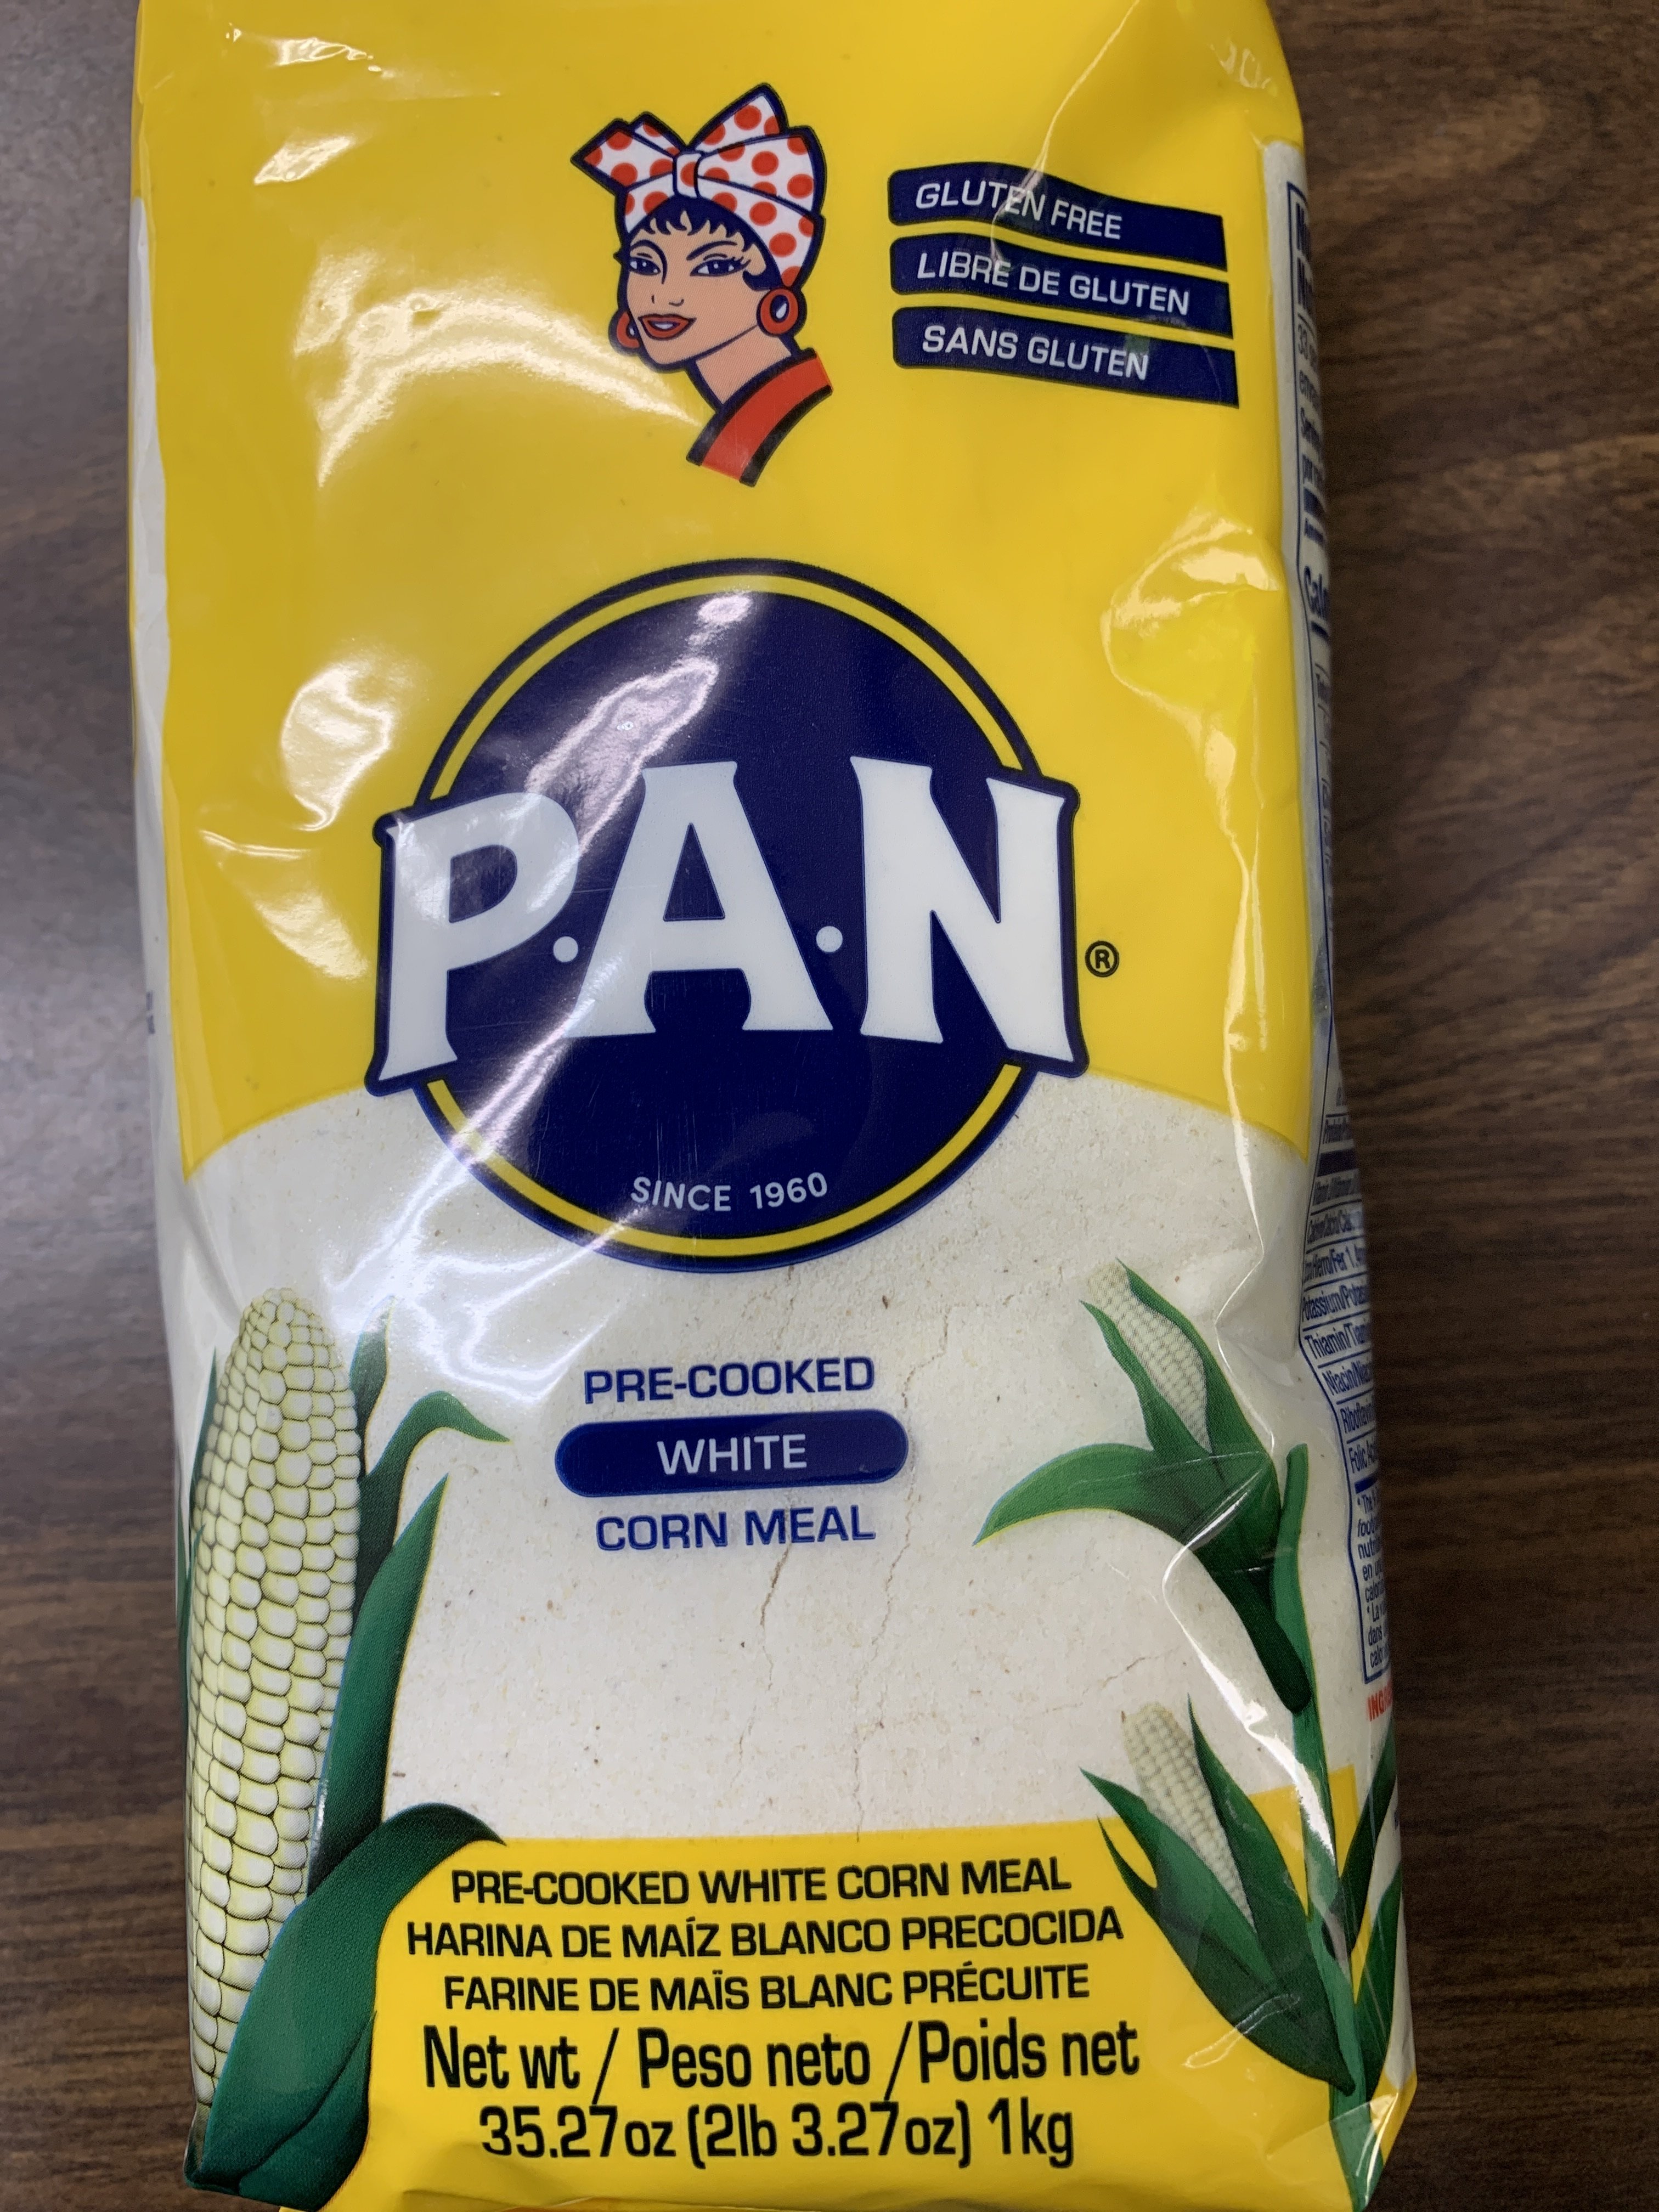 GLUTEN FREE
LIBRE DE GLUTEN
SANS GLUTEN
P.A.N
®
SINCE 1960
PRE-COOKED
WHITE
CORN MEAL
PRE-COOKED WHITE CORN MEAL
HARINA DE MAÍZ BLANCO PRECOCIDA
FARINE DE MAÏS BLANC PRÉCUITE
Net wt / Peso neto / Poids net
35.27oz (2lb 3.27oz) 1kg